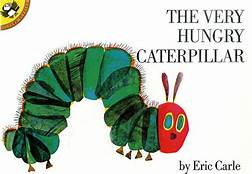 THE VERY
HUNGRY
CATERPILLAR
by Eric Carle